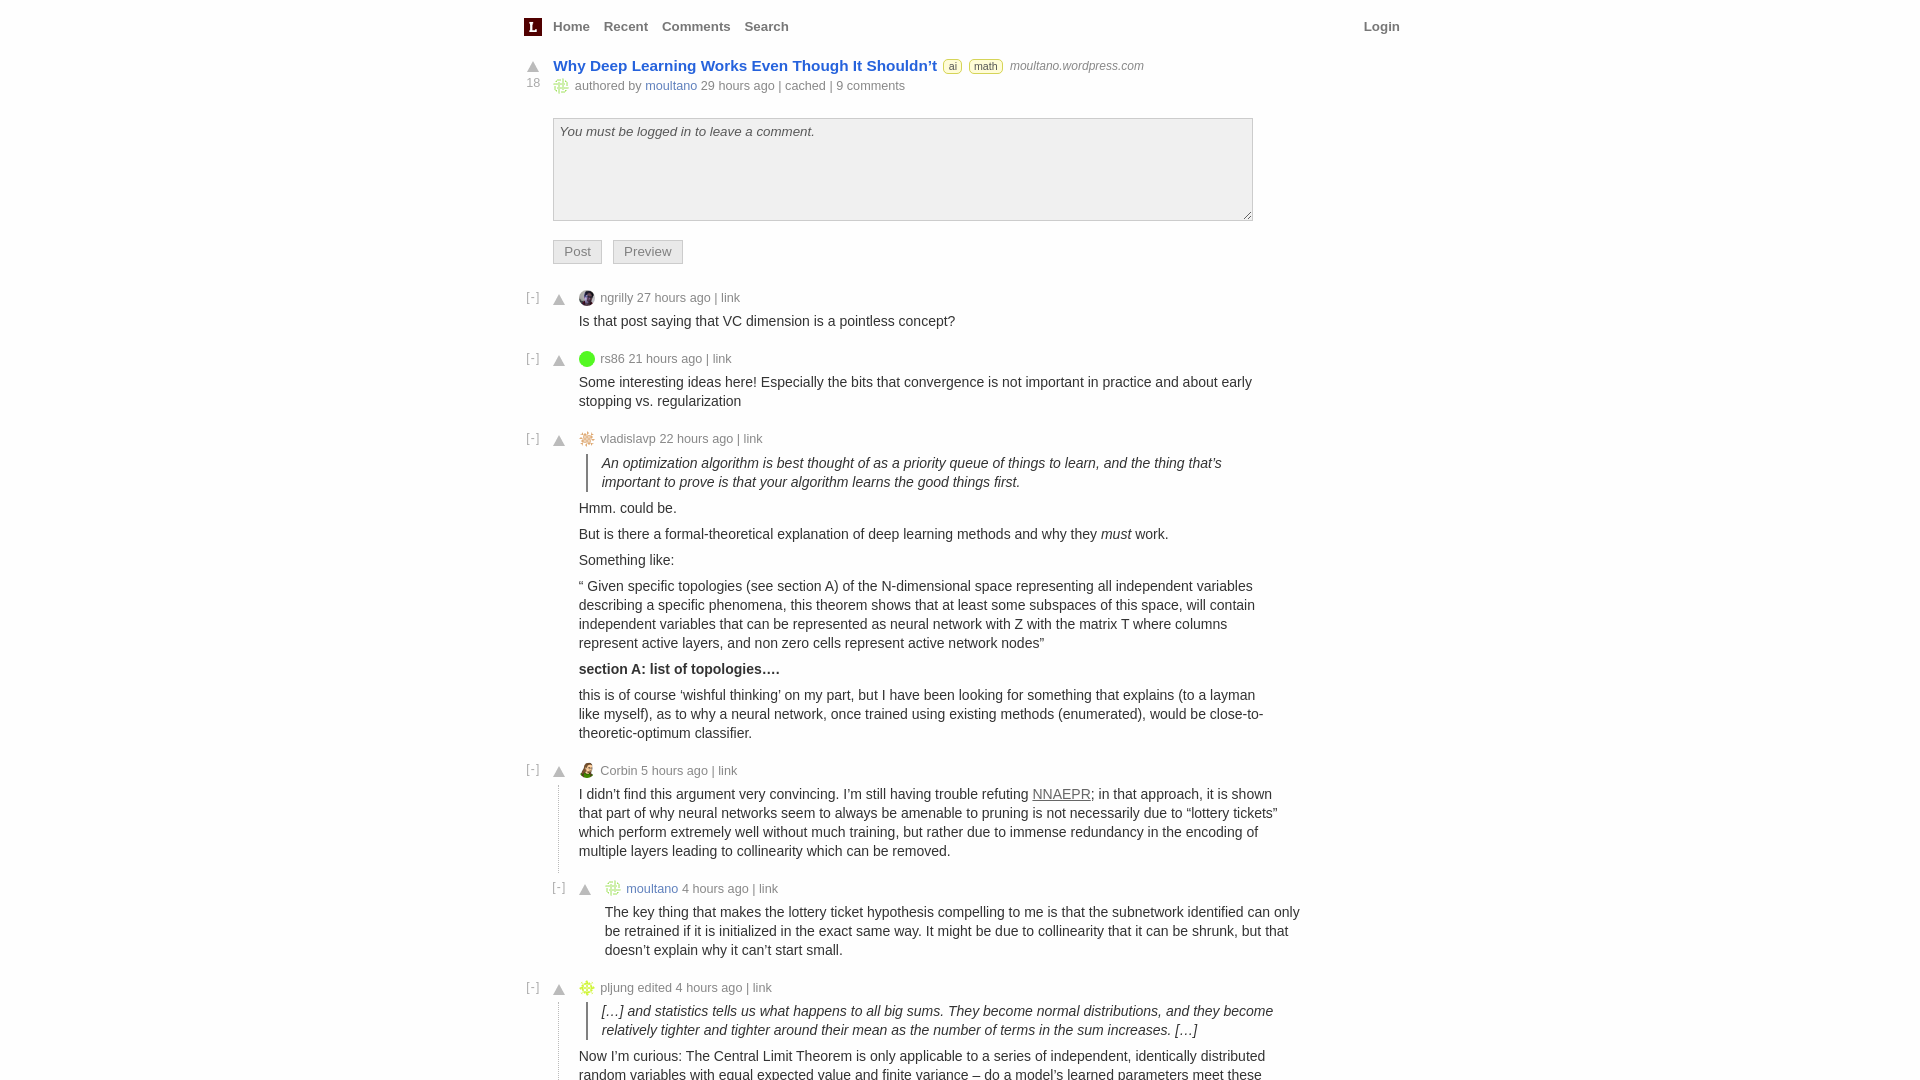 L Home Recent Comments Search Login
Why Deep Learning Works Even Though It Shouldn’t ai math moultano.wordpress.com
18 authored by moultano 29 hours ago | cached | 9 comments
You must be logged in to leave a comment.
Post Preview
[-] ngrilly 27 hours ago | link
Is that post saying that VC dimension is a pointless concept?
[-] rs86 21 hours ago | link
Some interesting ideas here! Especially the bits that convergence is not important in practice and about early
stopping vs. regularization
[-] vladislavp 22 hours ago | link
An optimization algorithm is best thought of as a priority queue of things to learn, and the thing that’s
important to prove is that your algorithm learns the good things first.
Hmm. could be.
But is there a formal-theoretical explanation of deep learning methods and why they must work.
Something like:
“ Given specific topologies (see section A) of the N-dimensional space representing all independent variables
describing a specific phenomena, this theorem shows that at least some subspaces of this space, will contain
independent variables that can be represented as neural network with Z with the matrix T where columns
represent active layers, and non zero cells represent active network nodes”
section A: list of topologies….
this is of course ‘wishful thinking’ on my part, but I have been looking for something that explains (to a layman
like myself), as to why a neural network, once trained using existing methods (enumerated), would be close-to-
theoretic-optimum classifier.
[-] Corbin 5 hours ago | link
I didn’t find this argument very convincing. I’m still having trouble refuting NNAEPR; in that approach, it is shown
that part of why neural networks seem to always be amenable to pruning is not necessarily due to “lottery tickets”
which perform extremely well without much training, but rather due to immense redundancy in the encoding of
multiple layers leading to collinearity which can be removed.
[-] moultano 4 hours ago | link
The key thing that makes the lottery ticket hypothesis compelling to me is that the subnetwork identified can only
be retrained if it is initialized in the exact same way. It might be due to collinearity that it can be shrunk, but that
doesn’t explain why it can’t start small.
[-] pljung edited 4 hours ago | link
[…] and statistics tells us what happens to all big sums. They become normal distributions, and they become
relatively tighter and tighter around their mean as the number of terms in the sum increases. […]
Now I’m curious: The Central Limit Theorem is only applicable to a series of independent, identically distributed
random variables with equal expected value and finite variance – do a model’s learned parameters meet these